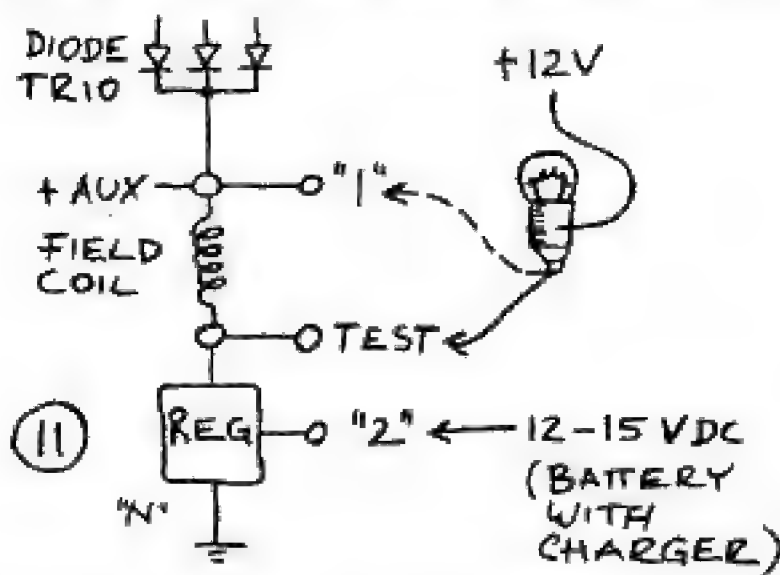 DIODE
TRIO
+12V
+ AUX
"1"
FIELD
COIL
TEST
11
REG
"2"
12-15 VDC
(BATTERY
WITH
CHARGER)
"N"